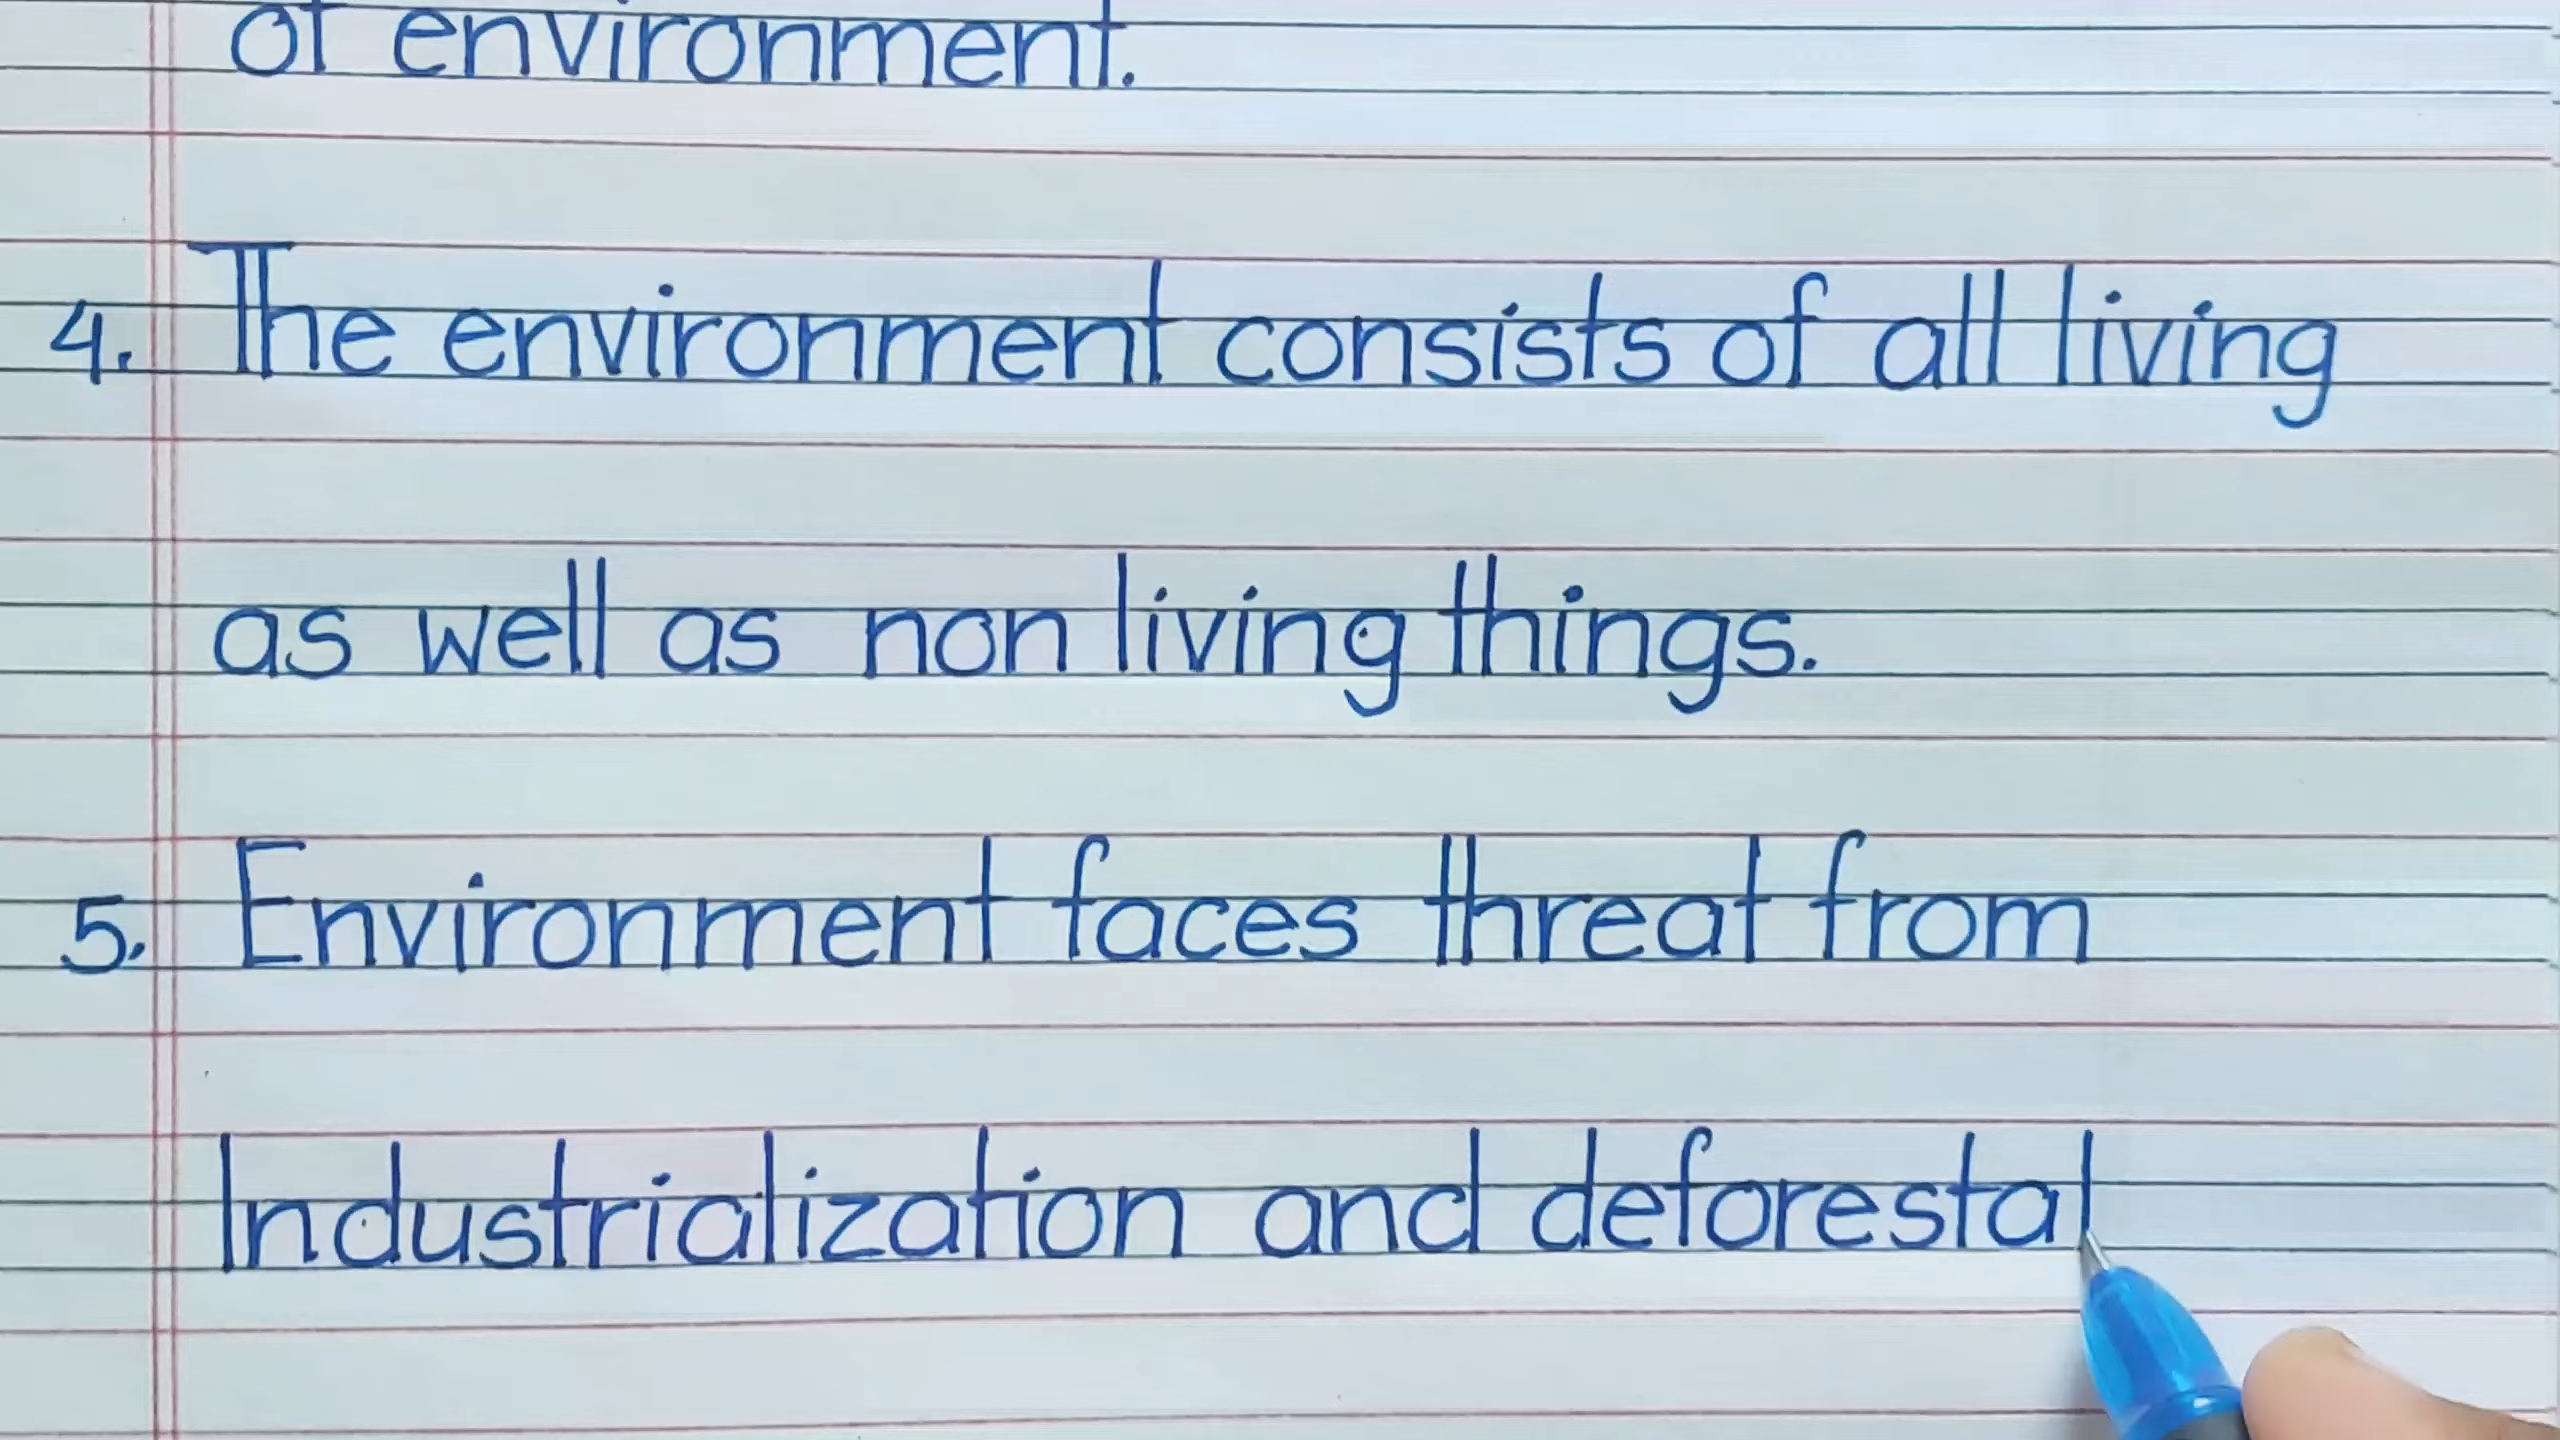 of environment.
4. The environment consists of all living
as well as non living things.
5. Environment faces threat from
Industrialization and deforestal